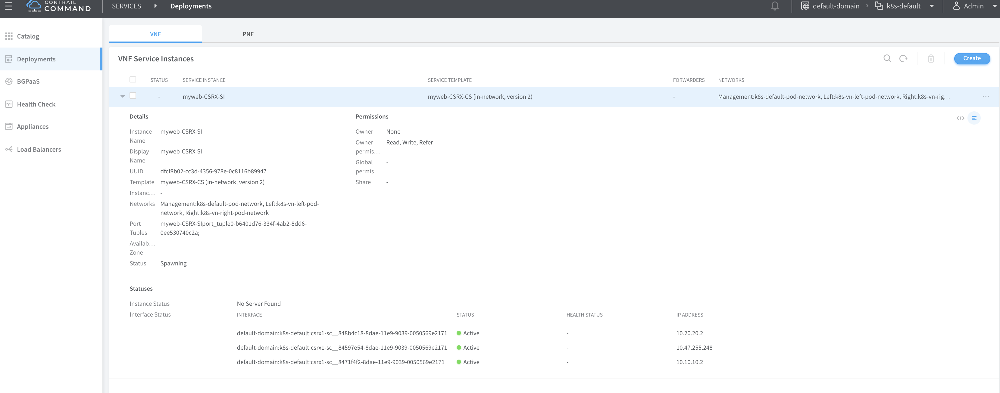 CONTRAIL
COMMAND
SERVICES
Deployments
default-domain
k8s-default
Admin
Catalog
Deployments
BGPaaS
Health Check
Appliances
Load Balancers
VNF
PNF
VNF Service Instances
Create
STATUS SERVICE INSTANCE SERVICE TEMPLATE FORWARDERS NETWORKS
- myweb-CSRX-SI myweb-CSRX-CS (in-network, version 2) - Management:k8s-default-pod-network, Left:k8s-vn-left-pod-network, Right:k8s-vn-rig...
Details
Instance Name myweb-CSRX-SI
Display Name myweb-CSRX-SI
UUID dfcf8b02-cc3d-4356-978e-0c8116b89947
Template myweb-CSRX-CS (in-network, version 2)
Instanc... -
Networks Management:k8s-default-pod-network, Left:k8s-vn-left-pod-
network, Right:k8s-vn-right-pod-network
Port Tuples myweb-CSRX-SIport_tuple0-b6401d76-334f-4ab2-8dd6-
0ee530740c2a;
Availab... Zone -
Status Spawning
Permissions
Owner None
Owner permis... Read, Write, Refer
Global permis... -
Share -
Statuses
Instance Status No Server Found
Interface Status INTERFACE STATUS HEALTH STATUS IP ADDRESS
default-domain:k8s-default:csrx1-sc__848b4c18-8dae-11e9-9039-0050569e2171 Active - 10.20.20.2
default-domain:k8s-default:csrx1-sc__84597e54-8dae-11e9-9039-0050569e2171 Active - 10.47.255.248
default-domain:k8s-default:csrx1-sc__8471f4f2-8dae-11e9-9039-0050569e2171 Active - 10.10.10.2